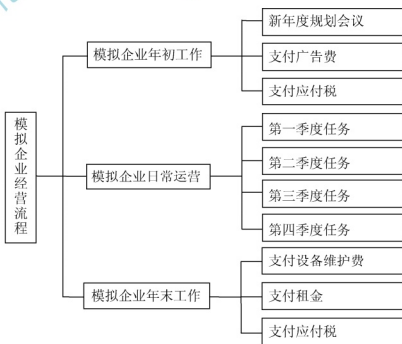 模拟企业经营流程
模拟企业年初工作
新年度规划会议
支付广告费
支付应付税
模拟企业日常运营
第一季度任务
第二季度任务
第三季度任务
第四季度任务
模拟企业年末工作
支付设备维护费
支付租金
支付应付税